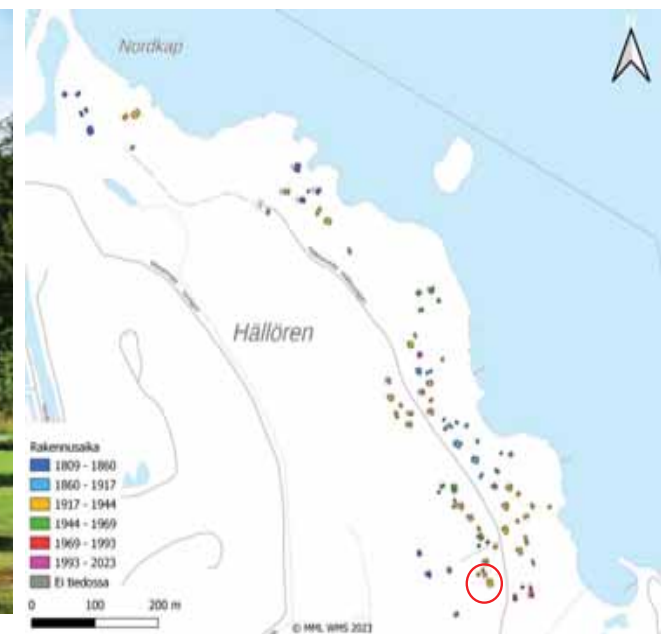 Nordkap
Hällören
Rakennusaika
1809 - 1860
1860 - 1917
1917 - 1944
1944 - 1969
1969 - 1993
1993 - 2023
Ei tiedossa
0 100 200 m
© MML WMS 2023